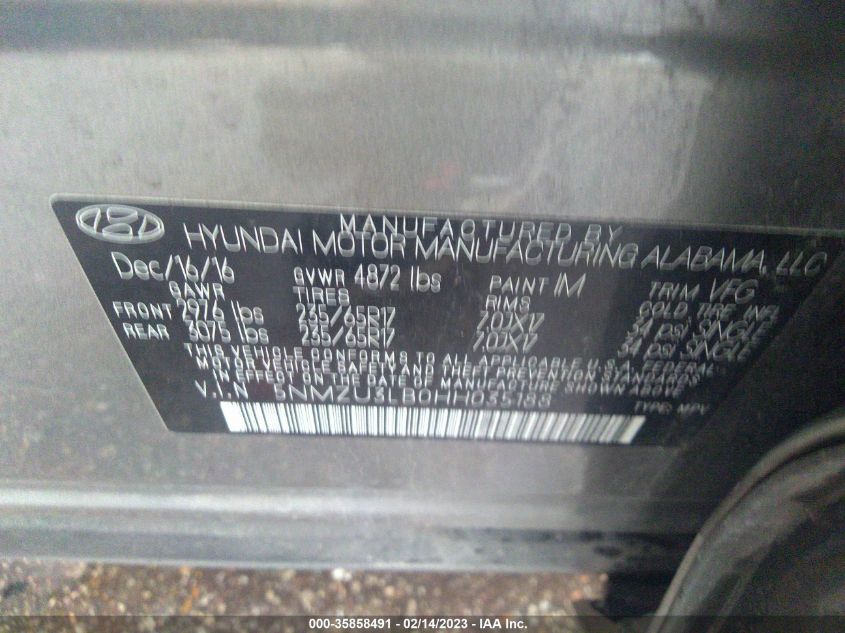 MANUFACTURED BY
HYUNDAI MOTOR MANUFACTURING ALABAMA, LLC
Dec/16/16 GVWR 4872 lbs PAINT IM TRIM VFG
GAWR TIRES RIMS COLD TIRE INFL
FRONT 2976 lbs 235/65R17 7.0JX17 34 psi SINGLE
REAR 3075 lbs 235/65R17 7.0JX17 34 psi SINGLE
THIS VEHICLE CONFORMS TO ALL APPLICABLE U.S.A. FEDERAL
MOTOR VEHICLE SAFETY AND THEFT PREVENTION STANDARDS
IN EFFECT ON THE DATE OF MANUFACTURE SHOWN ABOVE
V.I.N 5NMZU3LB0HH035188 TYPE: MPV
000-35858491 - 02/14/2023 - IAA Inc.